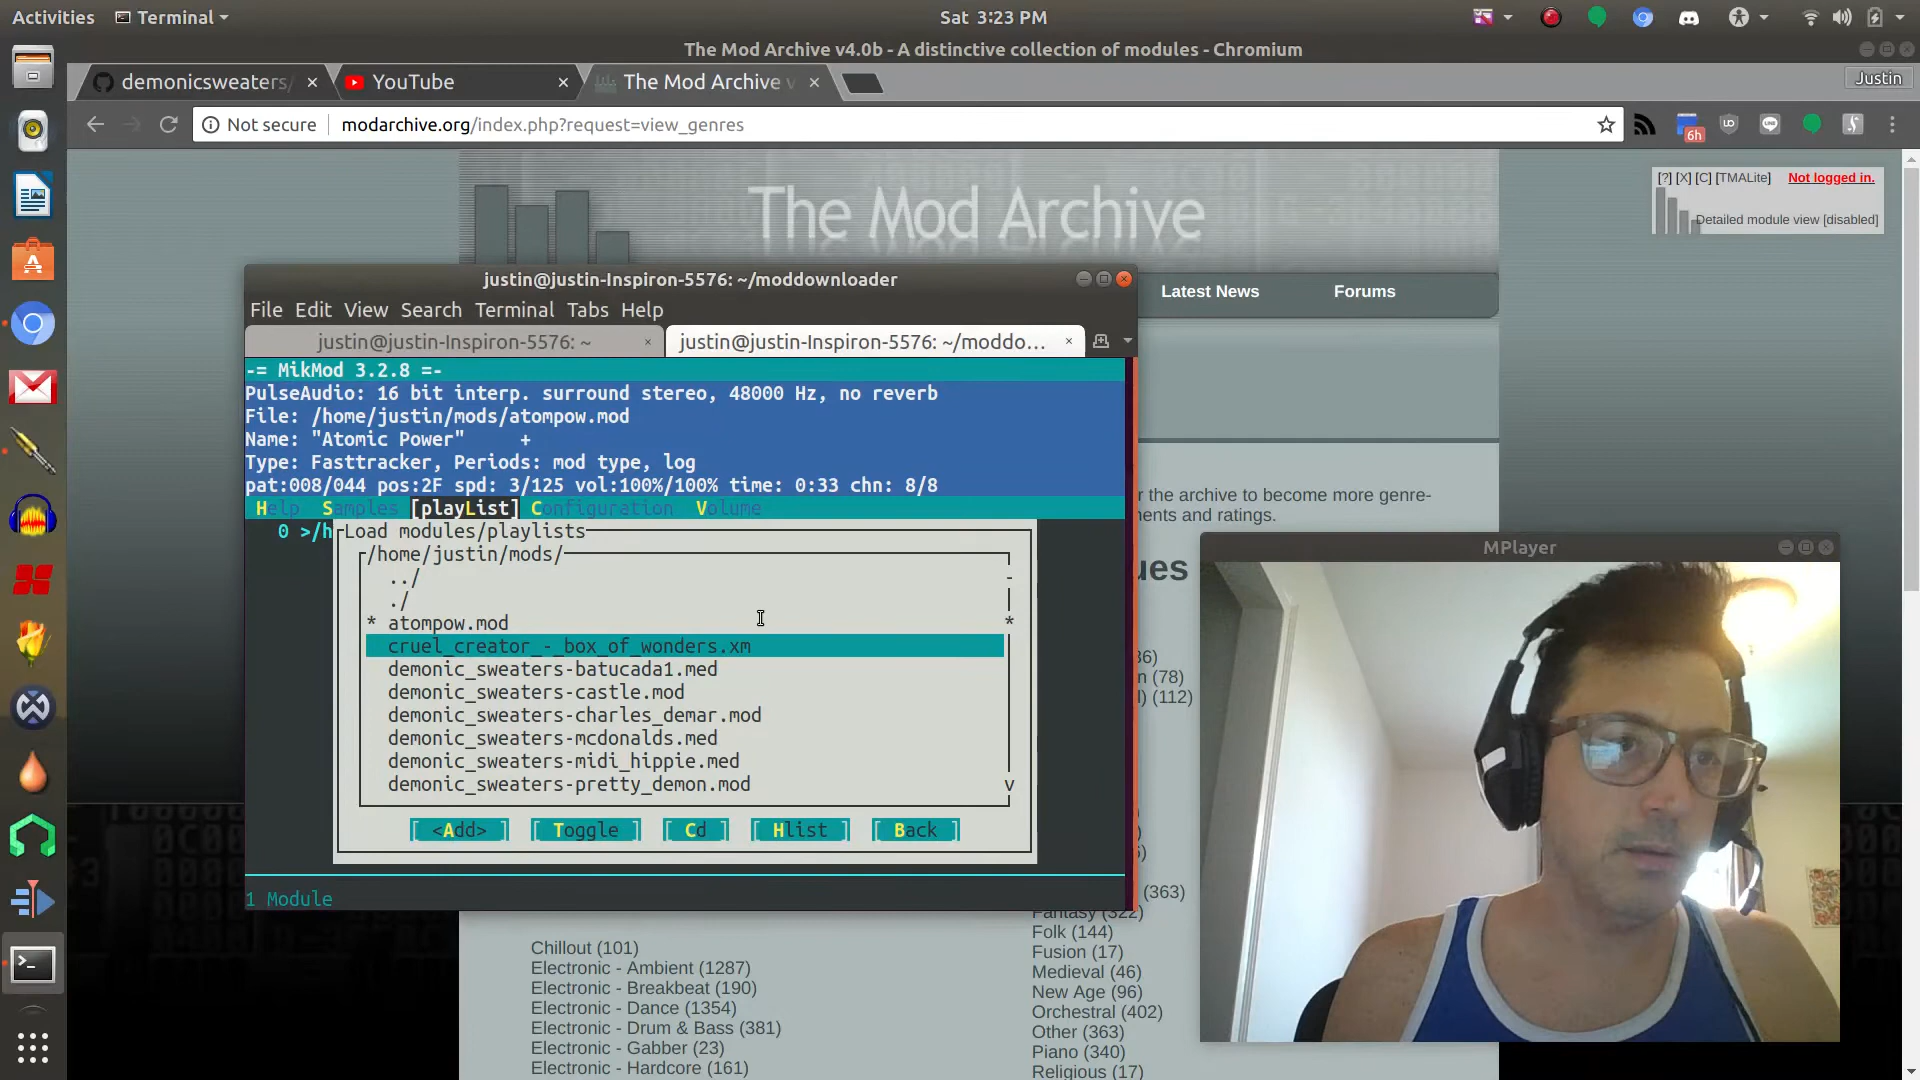 Activities
Terminal
Sat 3:23 PM
The Mod Archive v4.0b - A distinctive collection of modules - Chromium
demonicsweaters/
YouTube
The Mod Archive v
Justin
Not secure
modarchive.org/index.php?request=view_genres
6h
The Mod Archive
[?] [X] [C] [TMALite]
Not logged in.
Detailed module view [disabled]
Latest News
Forums
justin@justin-Inspiron-5576: ~/moddownloader
File Edit View Search Terminal Tabs Help
justin@justin-Inspiron-5576: ~
justin@justin-Inspiron-5576: ~/moddo...
-= MikMod 3.2.8 =-
PulseAudio: 16 bit interp. surround stereo, 48000 Hz, no reverb
File: /home/justin/mods/atompow.mod
Name: "Atomic Power" +
Type: Fasttracker, Periods: mod type, log
pat:008/044 pos:2F spd: 3/125 vol:100%/100% time: 0:33 chn: 8/8
Help Samples [playList] Configuration Volume
0 >/h
Load modules/playlists
/home/justin/mods/
../
./
* atompow.mod *
cruel_creator_-_box_of_wonders.xm
demonic_sweaters-batucada1.med
demonic_sweaters-castle.mod
demonic_sweaters-charles_demar.mod
demonic_sweaters-mcdonalds.med
demonic_sweaters-midi_hippie.med
demonic_sweaters-pretty_demon.mod v
[ <Add> ] [ Toggle ] [ Cd ] [ Hlist ] [ Back ]
1 Module
r the archive to become more genre-
nents and ratings.
ues
MPlayer
36)
n (78)
l) (112)
(363)
Fantasy (322)
Folk (144)
Fusion (17)
Medieval (46)
New Age (96)
Orchestral (402)
Other (363)
Piano (340)
Religious (17)
Chillout (101)
Electronic - Ambient (1287)
Electronic - Breakbeat (190)
Electronic - Dance (1354)
Electronic - Drum & Bass (381)
Electronic - Gabber (23)
Electronic - Hardcore (161)